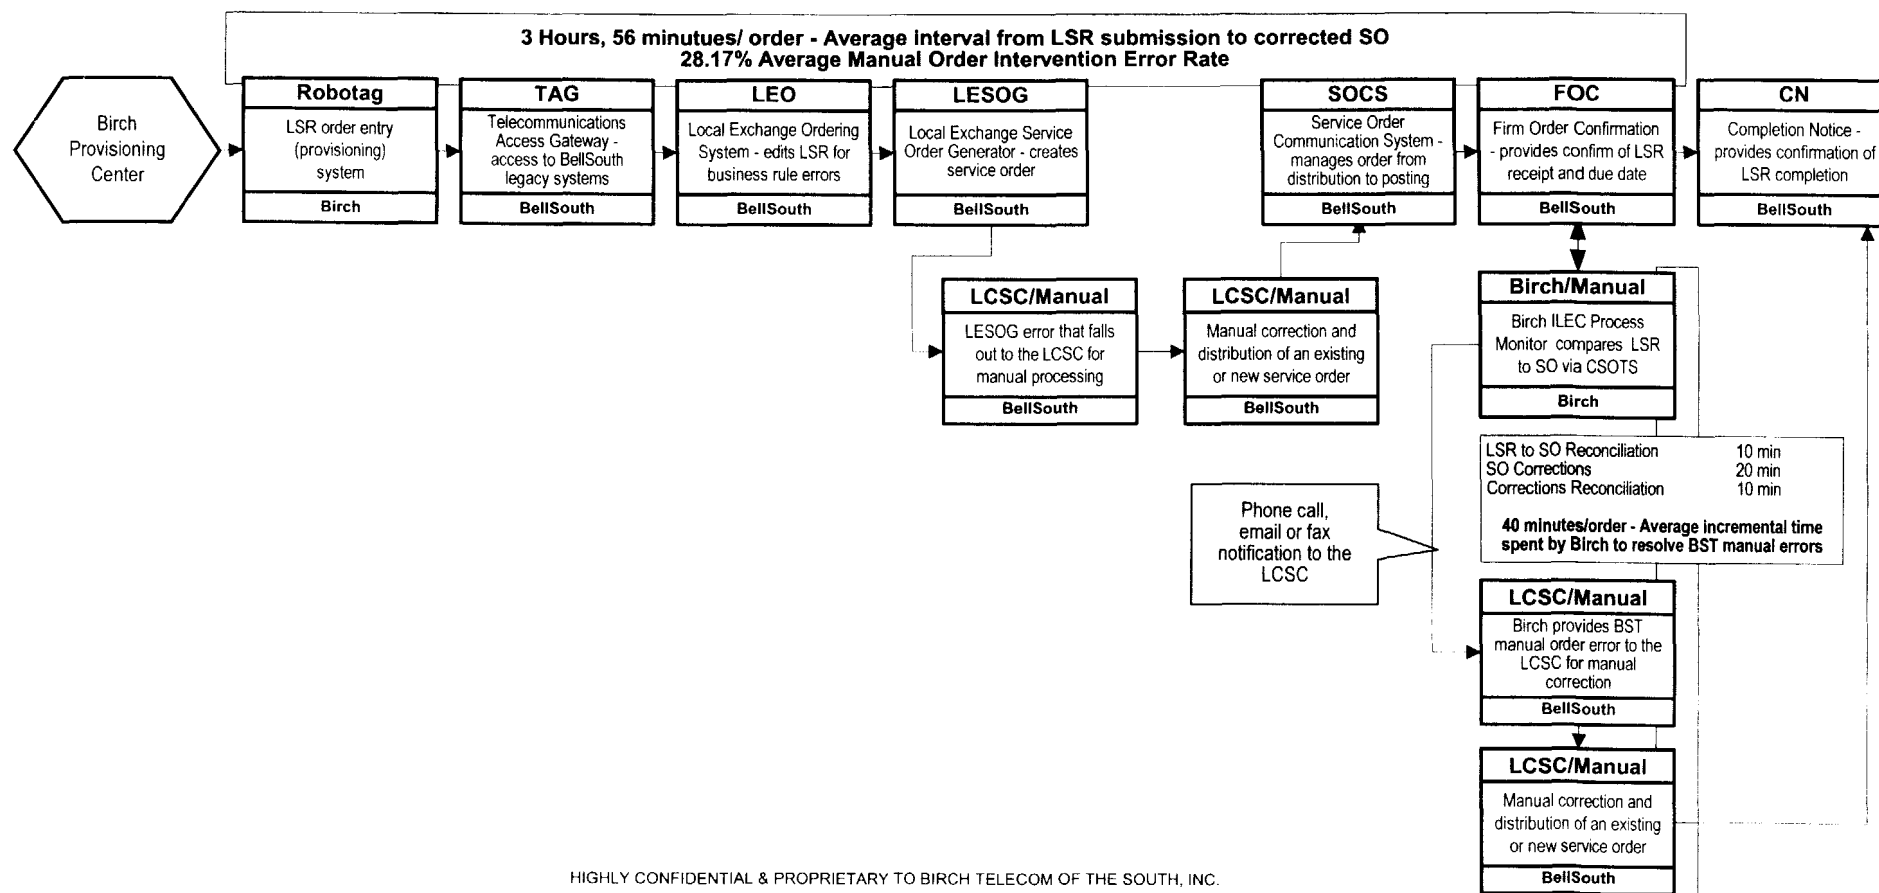 3 Hours, 56 minutues/ order - Average interval from LSR submission to corrected SO
28.17% Average Manual Order Intervention Error Rate
Birch
Provisioning
Center
Robotag
LSR order entry
(provisioning)
system
Birch
TAG
Telecommunications
Access Gateway -
access to BellSouth
legacy systems
BellSouth
LEO
Local Exchange Ordering
System - edits LSR for
business rule errors
BellSouth
LESOG
Local Exchange Service
Order Generator - creates
service order
BellSouth
SOCS
Service Order
Communication System -
manages order from
distribution to posting
BellSouth
FOC
Firm Order Confirmation
- provides confirm of LSR
receipt and due date
BellSouth
CN
Completion Notice -
provides confirmation of
LSR completion
BellSouth
LCSC/Manual
LESOG error that falls
out to the LCSC for
manual processing
BellSouth
LCSC/Manual
Manual correction and
distribution of an existing
or new service order
BellSouth
Birch/Manual
Birch ILEC Process
Monitor compares LSR
to SO via CSOTS
Birch
LSR to SO Reconciliation 10 min
SO Corrections 20 min
Corrections Reconciliation 10 min
40 minutes/order - Average incremental time
spent by Birch to resolve BST manual errors
Phone call,
email or fax
notification to the
LCSC
LCSC/Manual
Birch provides BST
manual order error to the
LCSC for manual
correction
BellSouth
LCSC/Manual
Manual correction and
distribution of an existing
or new service order
BellSouth
HIGHLY CONFIDENTIAL & PROPRIETARY TO BIRCH TELECOM OF THE SOUTH, INC.